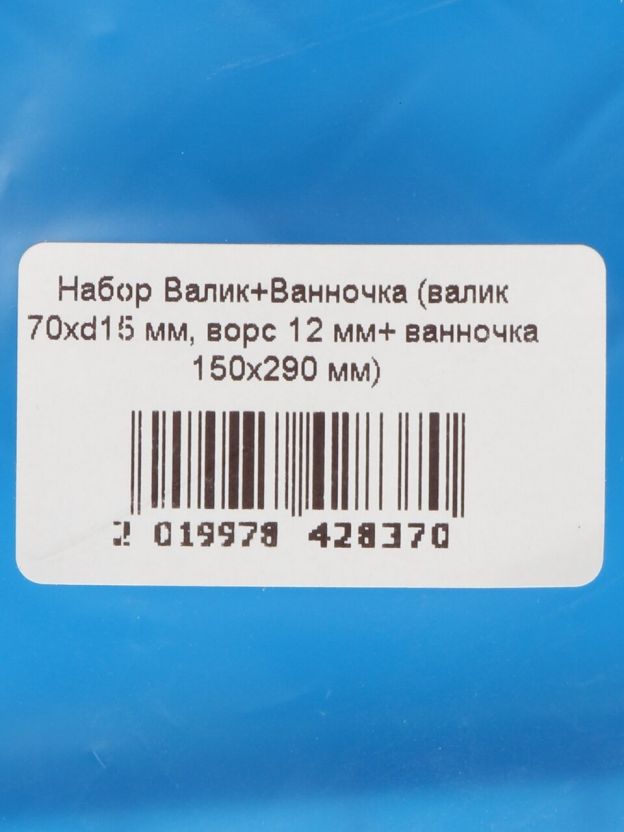 Набор Валик+Ванночка (валик
70xd15 мм, ворс 12 мм+ ванночка
150x290 мм)
2 019978 428370